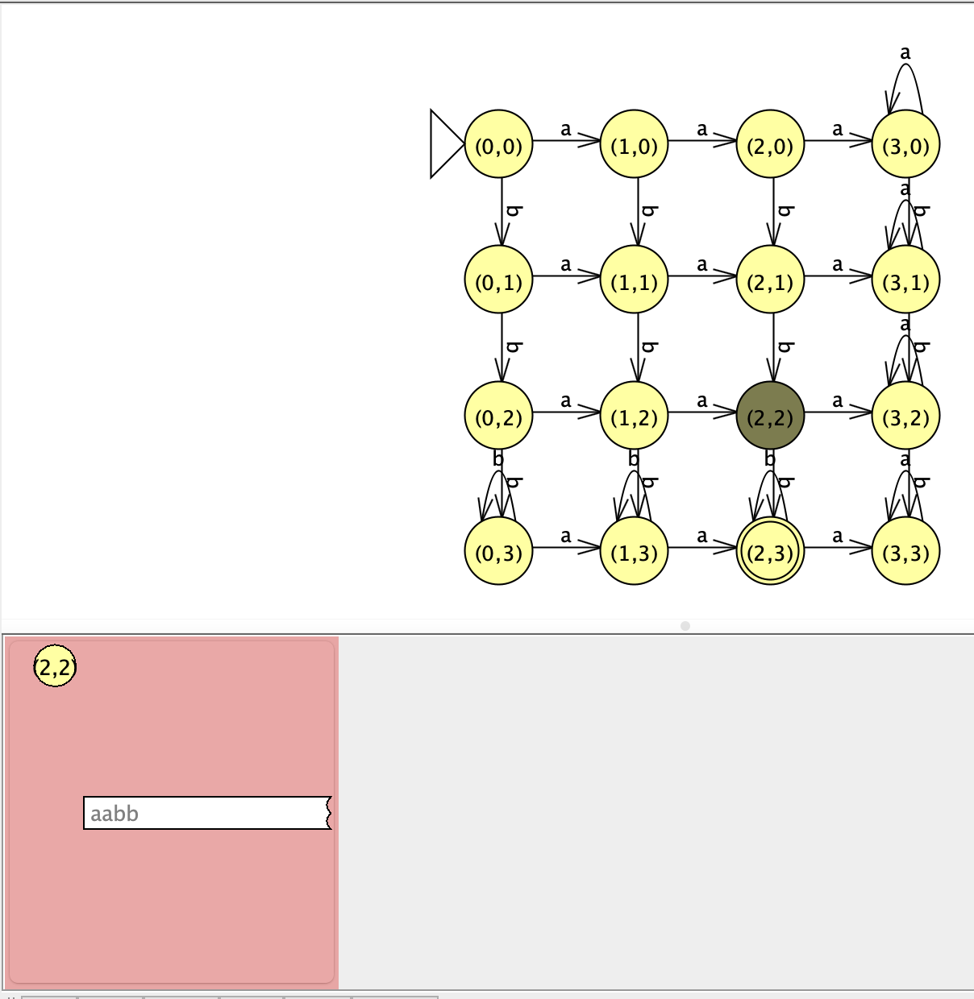 a
(0,0) a (1,0) a (2,0) a (3,0)
a
b b b b
(0,1) a (1,1) a (2,1) a (3,1)
a
b b b b
(0,2) a (1,2) a (2,2) a (3,2)
b b b a
b b b b
(0,3) a (1,3) a (2,3) a (3,3)
(2,2)
aabb